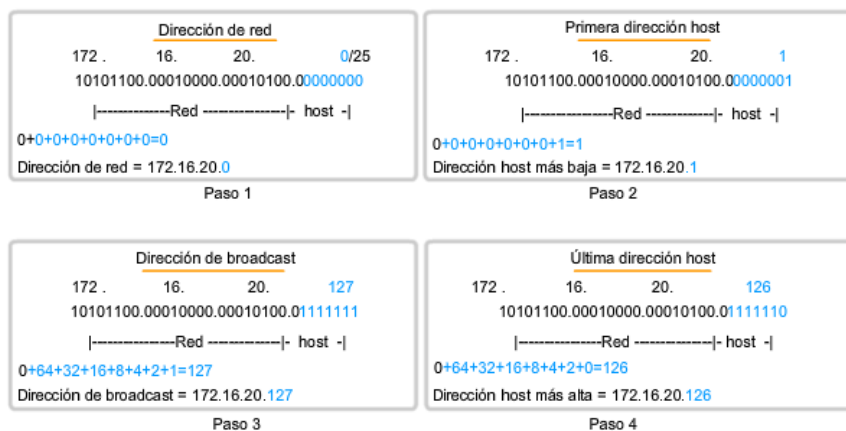 Dirección de red
172 . 16. 20. 0/25
10101100.00010000.00010100.00000000
|--------------Red ----------------|- host -|
0+0+0+0+0+0+0+0=0
Dirección de red = 172.16.20.0
Paso 1
Primera dirección host
172 . 16. 20. 1
10101100.00010000.00010100.00000001
|---------------Red -------------|- host -|
0+0+0+0+0+0+0+1=1
Dirección host más baja = 172.16.20.1
Paso 2
Dirección de broadcast
172 . 16. 20. 127
10101100.00010000.00010100.01111111
|--------------Red --------------|- host -|
0+64+32+16+8+4+2+1=127
Dirección de broadcast = 172.16.20.127
Paso 3
Última dirección host
172 . 16. 20. 126
10101100.00010000.00010100.01111110
|---------------Red ---------------|- host -|
0+64+32+16+8+4+2+0=126
Dirección host más alta = 172.16.20.126
Paso 4